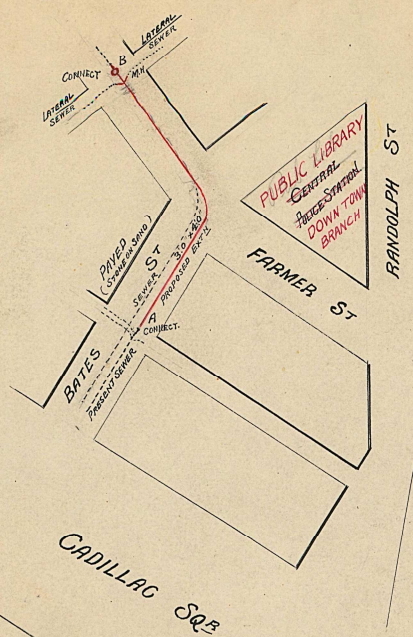 LATERAL
SEWER
B
CONNECT
M.H
LATERAL
SEWER
PUBLIC LIBRARY
CENTRAL
POLICE STATION
DOWN TOWN
BRANCH
RANDOLPH ST
PAVED
(STONE ON SAND)
BATES ST
SEWER 3'0 x 4'0
PROPOSED EXT'N
FARMER ST
A
CONNECT.
PRESENT SEWER
CADILLAC SQR